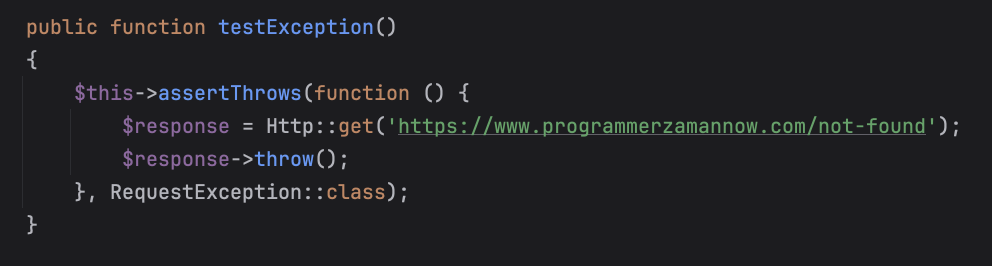 public function testException()
{
    $this->assertThrows(function () {
        $response = Http::get('https://www.programmerzamannow.com/not-found');
        $response->throw();
    }, RequestException::class);
}